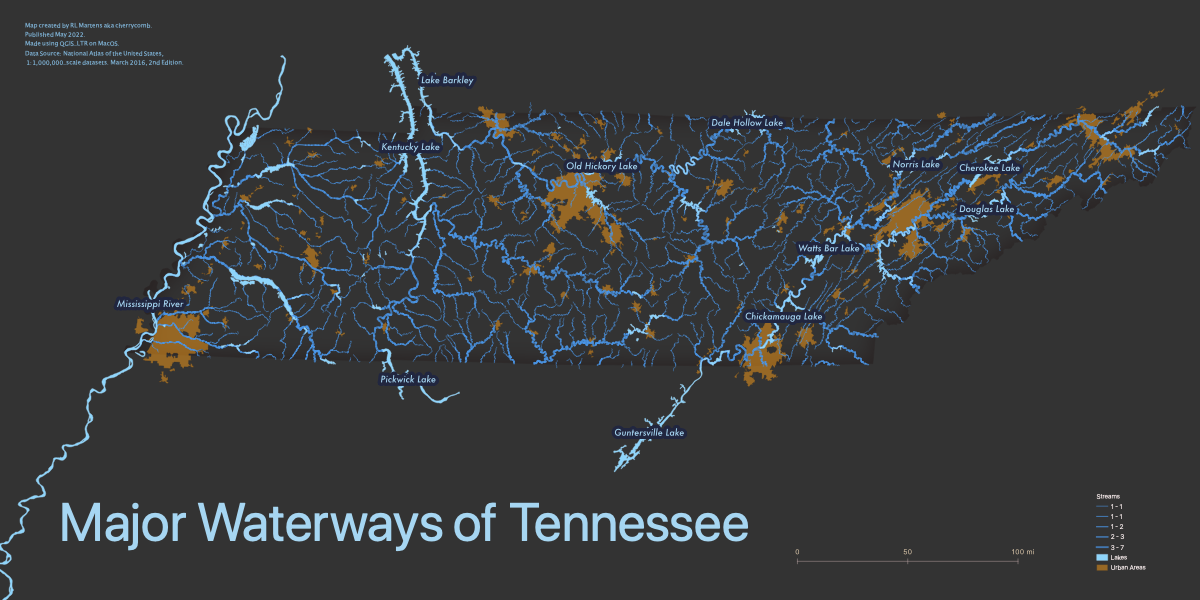 Map created by RL Martens aka cherrycomb.
Published May 2022.
Made using QGIS. LTR on MacOS.
Data Source: National Atlas of the United States,
1:1,000,000, scale datasets. March 2016, 2nd Edition.
Lake Barkley
Dale Hollow Lake
Kentucky Lake
Old Hickory Lake
Norris Lake
Cherokee Lake
Douglas Lake
Watts Bar Lake
Mississippi River
Chickamauga Lake
Pickwick Lake
Guntersville Lake
Major Waterways of Tennessee
0 50 100 mi
Streams
1 - 1
1 - 1
1 - 2
2 - 3
3 - 7
Lakes
Urban Areas